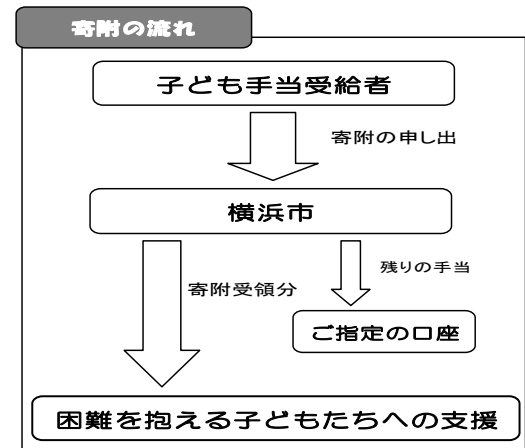 寄附の流れ
子ども手当受給者
寄附の申し出
横浜市
残りの手当
寄附受領分
ご指定の口座
困難を抱える子どもたちへの支援